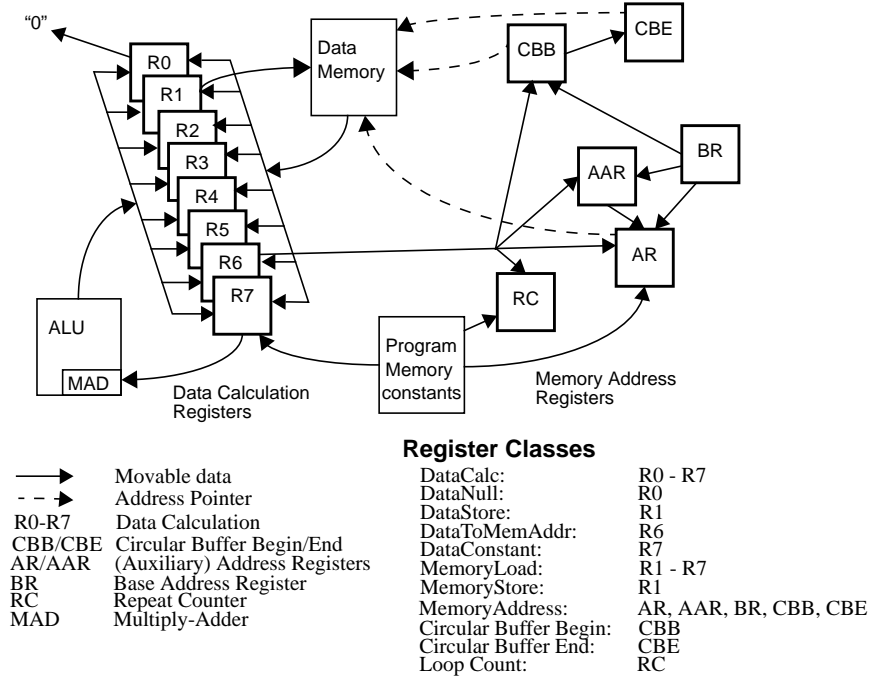 “0”
R0
R1
R2
R3
R4
R5
R6
R7
Data
Memory
CBB
CBE
BR
AAR
AR
RC
ALU
MAD
Program
Memory
constants
Data Calculation
Registers
Memory Address
Registers
Movable data
Address Pointer
R0-R7 Data Calculation
CBB/CBE Circular Buffer Begin/End
AR/AAR (Auxiliary) Address Registers
BR Base Address Register
RC Repeat Counter
MAD Multiply-Adder
Register Classes
DataCalc: R0 - R7
DataNull: R0
DataStore: R1
DataToMemAddr: R6
DataConstant: R7
MemoryLoad: R1 - R7
MemoryStore: R1
MemoryAddress: AR, AAR, BR, CBB, CBE
Circular Buffer Begin: CBB
Circular Buffer End: CBE
Loop Count: RC